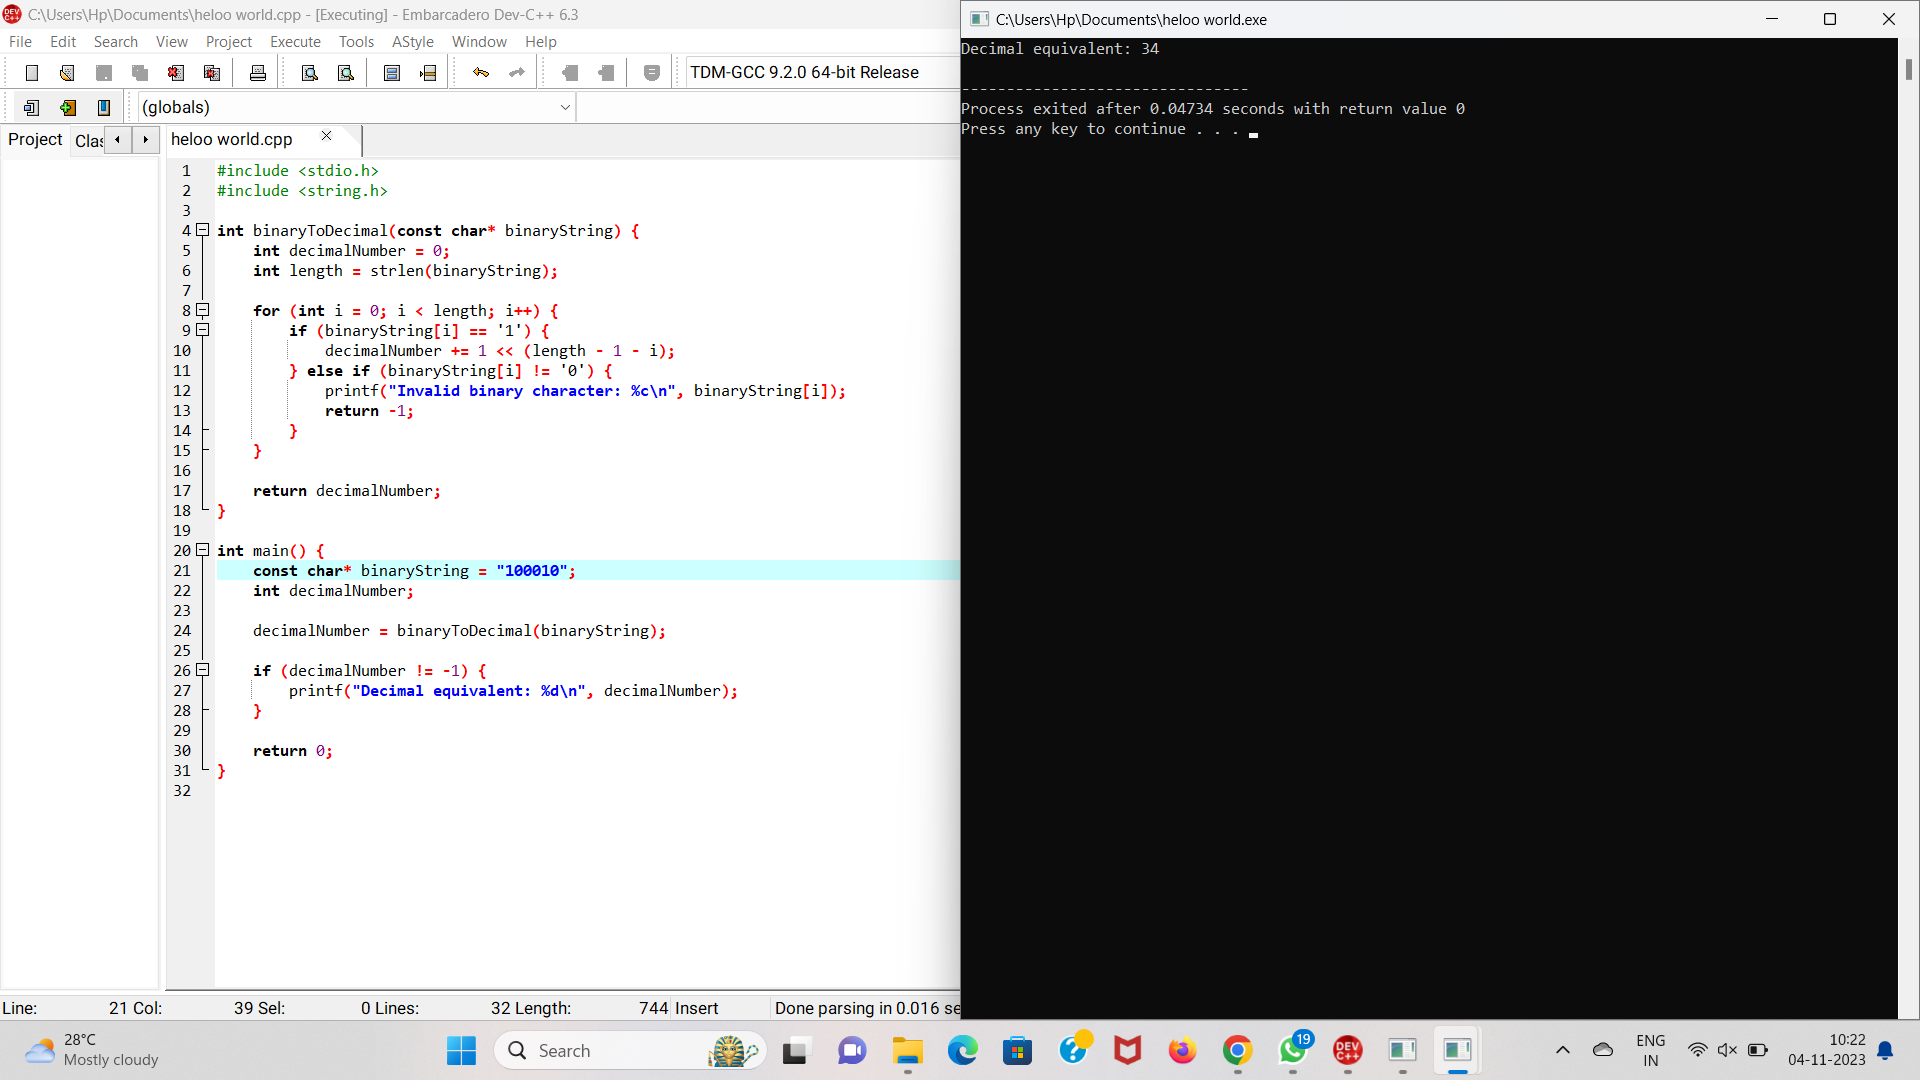 C:\Users\Hp\Documents\heloo world.cpp - [Executing] - Embarcadero Dev-C++ 6.3
File Edit Search View Project Execute Tools AStyle Window Help
TDM-GCC 9.2.0 64-bit Release
(globals)
Project Clas
heloo world.cpp
1 #include <stdio.h>
2 #include <string.h>
3
4 int binaryToDecimal(const char* binaryString) {
5     int decimalNumber = 0;
6     int length = strlen(binaryString);
7
8     for (int i = 0; i < length; i++) {
9         if (binaryString[i] == '1') {
10             decimalNumber += 1 << (length - 1 - i);
11         } else if (binaryString[i] != '0') {
12             printf("Invalid binary character: %c\n", binaryString[i]);
13             return -1;
14         }
15     }
16
17     return decimalNumber;
18 }
19
20 int main() {
21     const char* binaryString = "100010";
22     int decimalNumber;
23
24     decimalNumber = binaryToDecimal(binaryString);
25
26     if (decimalNumber != -1) {
27         printf("Decimal equivalent: %d\n", decimalNumber);
28     }
29
30     return 0;
31 }
32
Line: 21 Col: 39 Sel: 0 Lines: 32 Length: 744 Insert Done parsing in 0.016 se
C:\Users\Hp\Documents\heloo world.exe
Decimal equivalent: 34
--------------------------------
Process exited after 0.04734 seconds with return value 0
Press any key to continue . . .
28°C
Mostly cloudy
Search
DEV C++
19
ENG
IN
10:22
04-11-2023